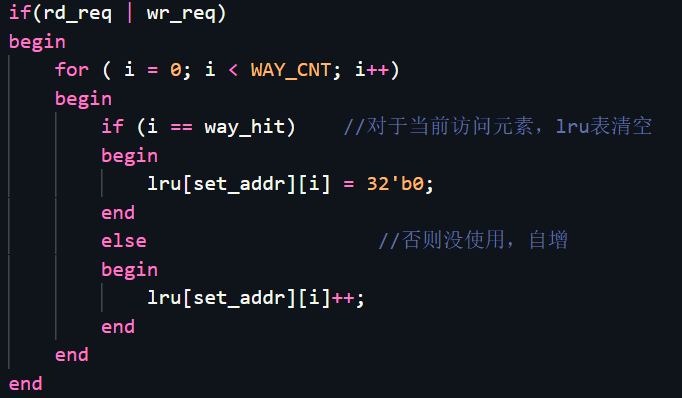 if(rd_req | wr_req)
begin
    for ( i = 0; i < WAY_CNT; i++)
    begin
        if (i == way_hit)    //对于当前访问元素，lru表清空
        begin
            lru[set_addr][i] = 32'b0;
        end
        else                    //否则没使用，自增
        begin
            lru[set_addr][i]++;
        end
    end
end